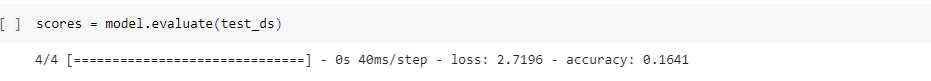 [ ] scores = model.evaluate(test_ds)
4/4 [==============================] - 0s 40ms/step - loss: 2.7196 - accuracy: 0.1641